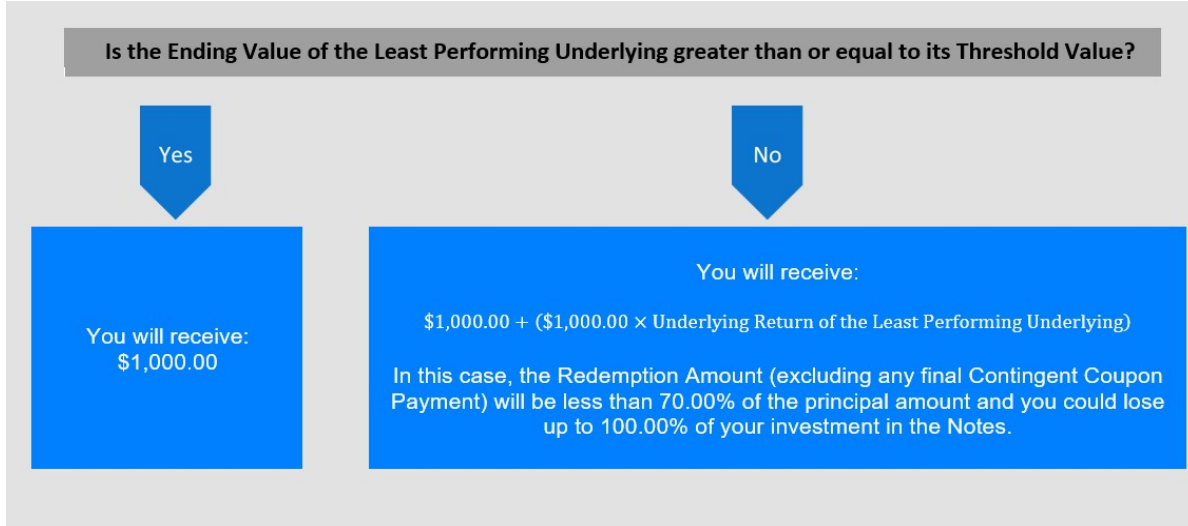 Is the Ending Value of the Least Performing Underlying greater than or equal to its Threshold Value?
Yes
No
You will receive:
$1,000.00
You will receive:
$1,000.00 + ($1,000.00 × Underlying Return of the Least Performing Underlying)
In this case, the Redemption Amount (excluding any final Contingent Coupon
Payment) will be less than 70.00% of the principal amount and you could lose
up to 100.00% of your investment in the Notes.